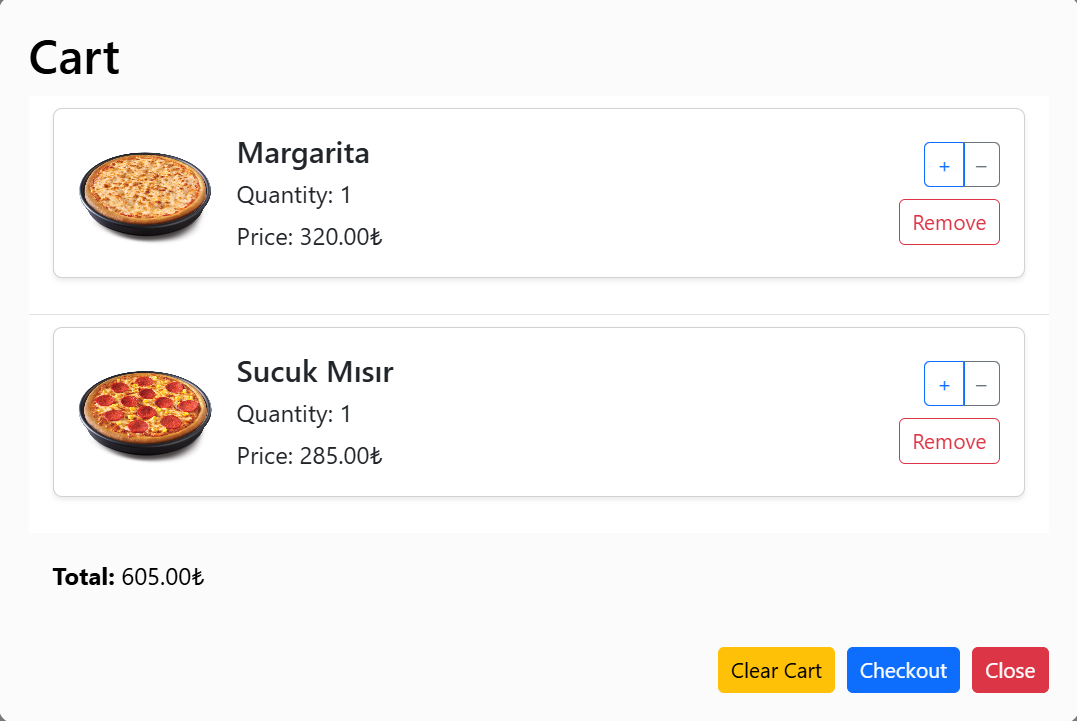 Cart
Margarita
Quantity: 1
Price: 320.00₺
+ −
Remove
Sucuk Mısır
Quantity: 1
Price: 285.00₺
+ −
Remove
Total: 605.00₺
Clear Cart Checkout Close